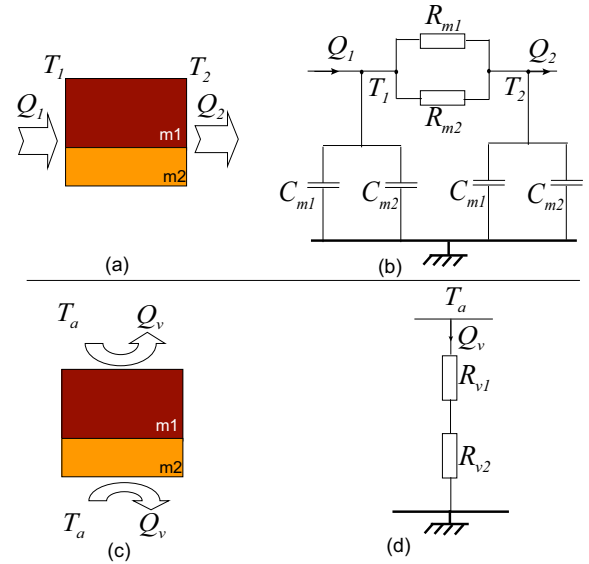 T1 T2
Q1 Q2
m1
m2
(a)
Rm1
Q1 Q2
T1 T2
Rm2
Cm1 Cm2 Cm1 Cm2
(b)
Ta Qv
m1
m2
Ta Qv
(c)
Ta
Qv
Rv1
Rv2
(d)